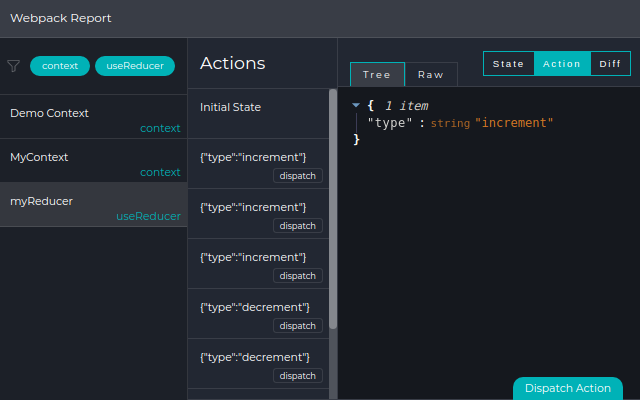 Webpack Report
context
useReducer
Demo Context
context
MyContext
context
myReducer
useReducer
Actions
Initial State
{"type":"increment"}
dispatch
{"type":"increment"}
dispatch
{"type":"increment"}
dispatch
{"type":"decrement"}
dispatch
{"type":"decrement"}
dispatch
State
Action
Diff
Tree
Raw
{ 1 item
"type" : string "increment"
}
Dispatch Action